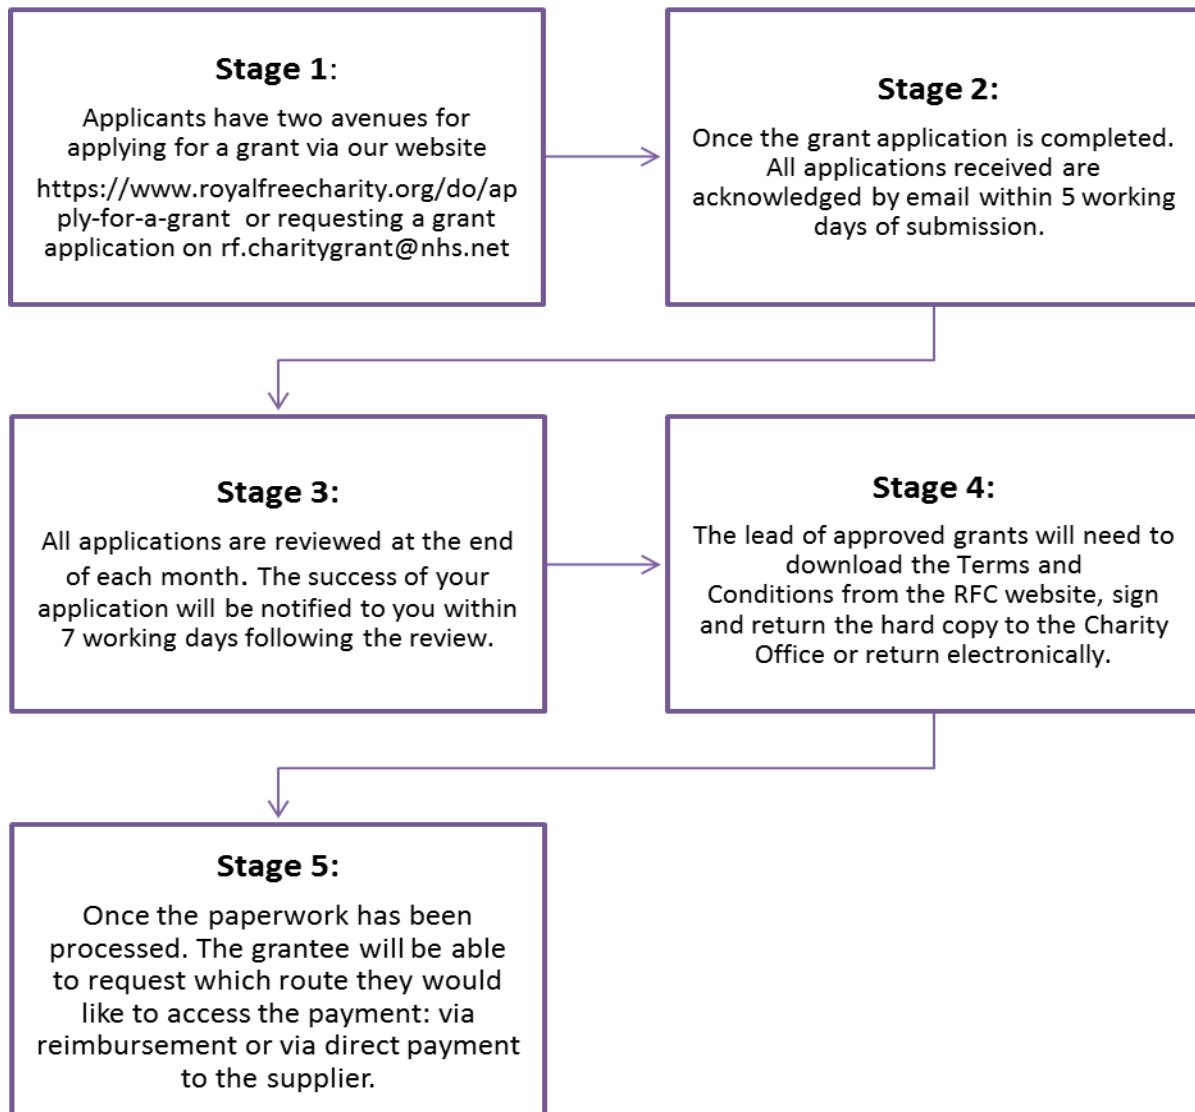 Stage 1:
Applicants have two avenues for
applying for a grant via our website
https://www.royalfreecharity.org/do/ap
ply-for-a-grant or requesting a grant
application on rf.charitygrant@nhs.net
Stage 2:
Once the grant application is completed.
All applications received are
acknowledged by email within 5 working
days of submission.
Stage 3:
All applications are reviewed at the end
of each month. The success of your
application will be notified to you within
7 working days following the review.
Stage 4:
The lead of approved grants will need to
download the Terms and
Conditions from the RFC website, sign
and return the hard copy to the Charity
Office or return electronically.
Stage 5:
Once the paperwork has been
processed. The grantee will be able
to request which route they would
like to access the payment: via
reimbursement or via direct payment
to the supplier.